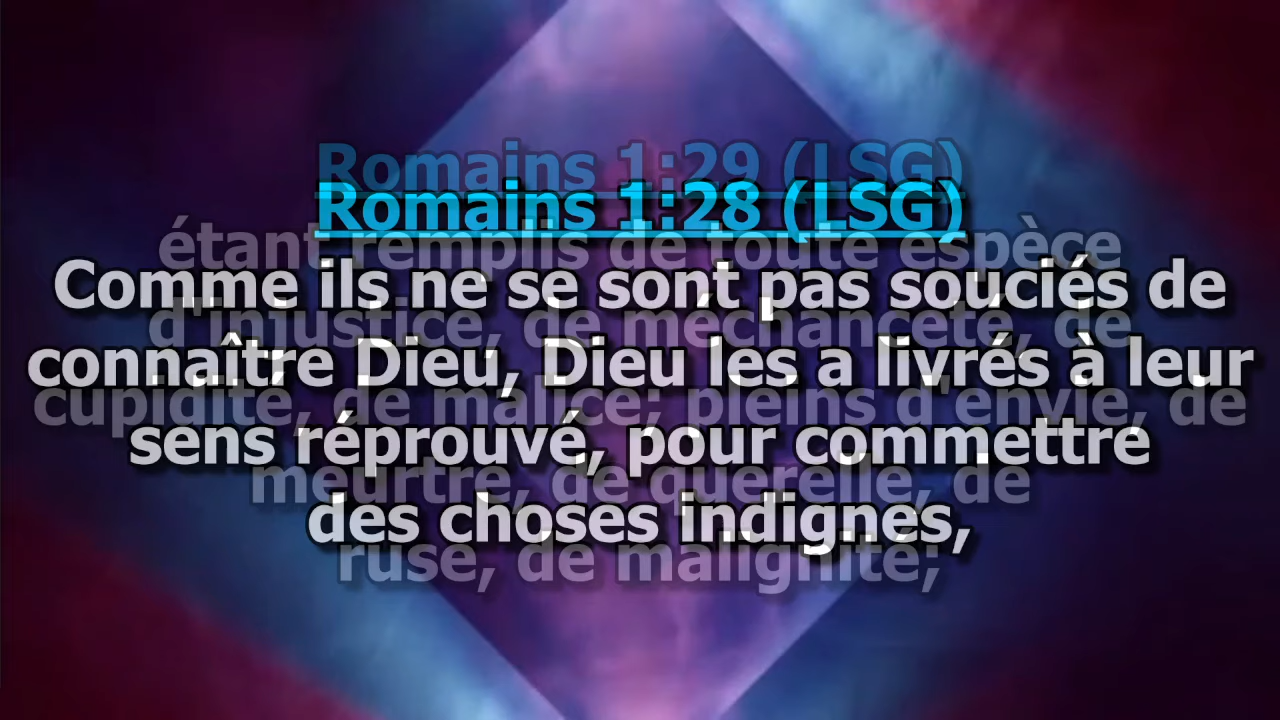 Romains 1:29 (LSG)
étant remplis de toute espèce
d'injustice, de méchanceté, de
cupidité, de malice; pleins d'envie, de
meurtre, de querelle, de
ruse, de malignité;
Romains 1:28 (LSG)
Comme ils ne se sont pas souciés de
connaître Dieu, Dieu les a livrés à leur
sens réprouvé, pour commettre
des choses indignes,